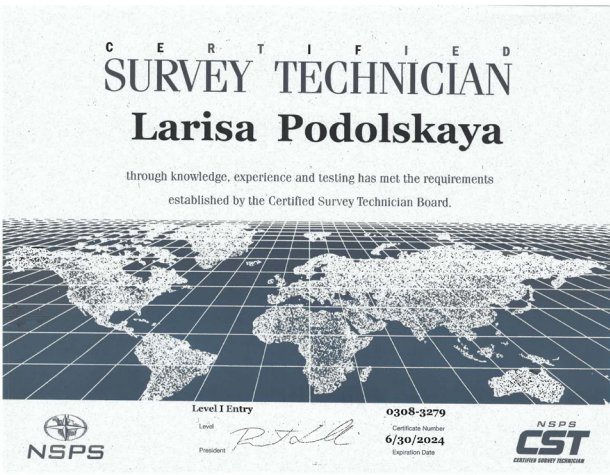 CERTIFIED
SURVEY TECHNICIAN
Larisa Podolskaya
through knowledge, experience and testing has met the requirements
established by the Certified Survey Technician Board.
Level I Entry
Level
President
0308-3279
Certificate Number
6/30/2024
Expiration Date
NSPS
NSPS
CST
CERTIFIED SURVEY TECHNICIAN